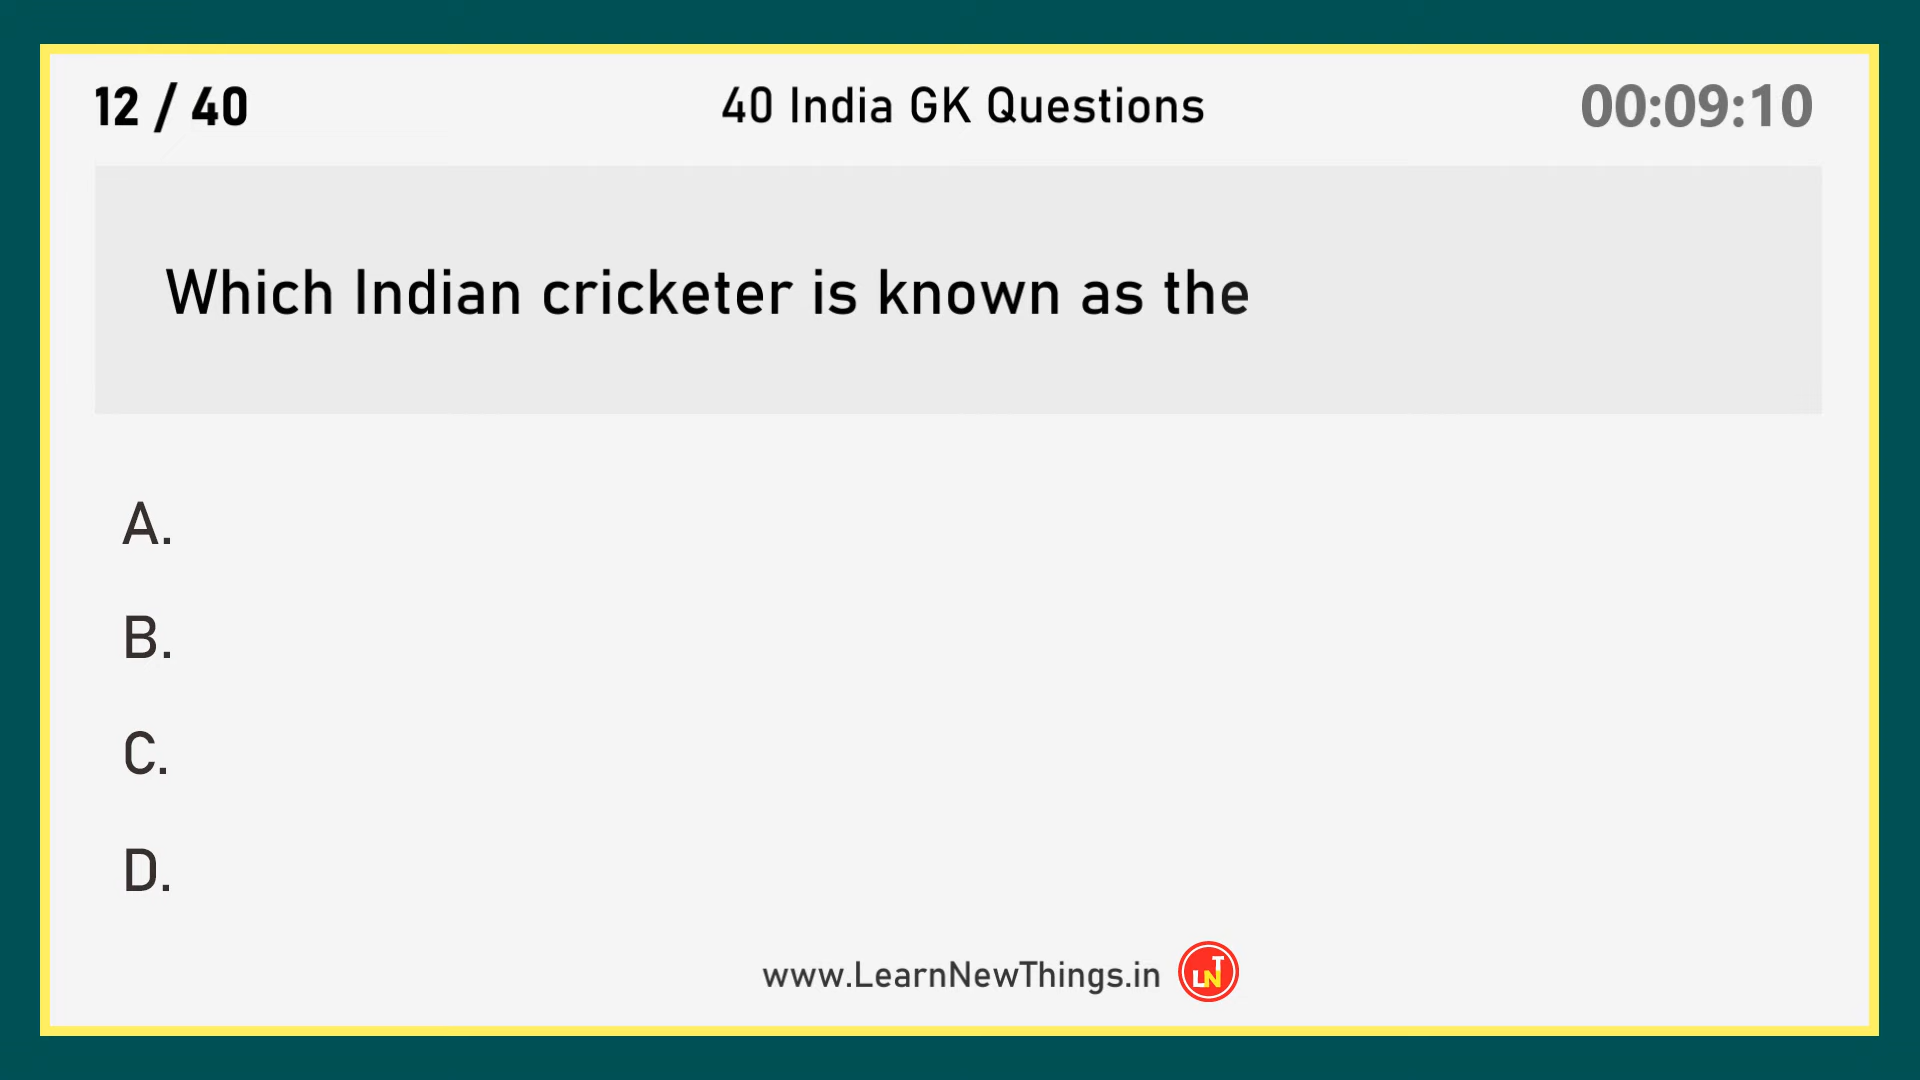 12 / 40
40 India GK Questions
00:09:10
Which Indian cricketer is known as the
A.
B.
C.
D.
www.LearnNewThings.in
LNT